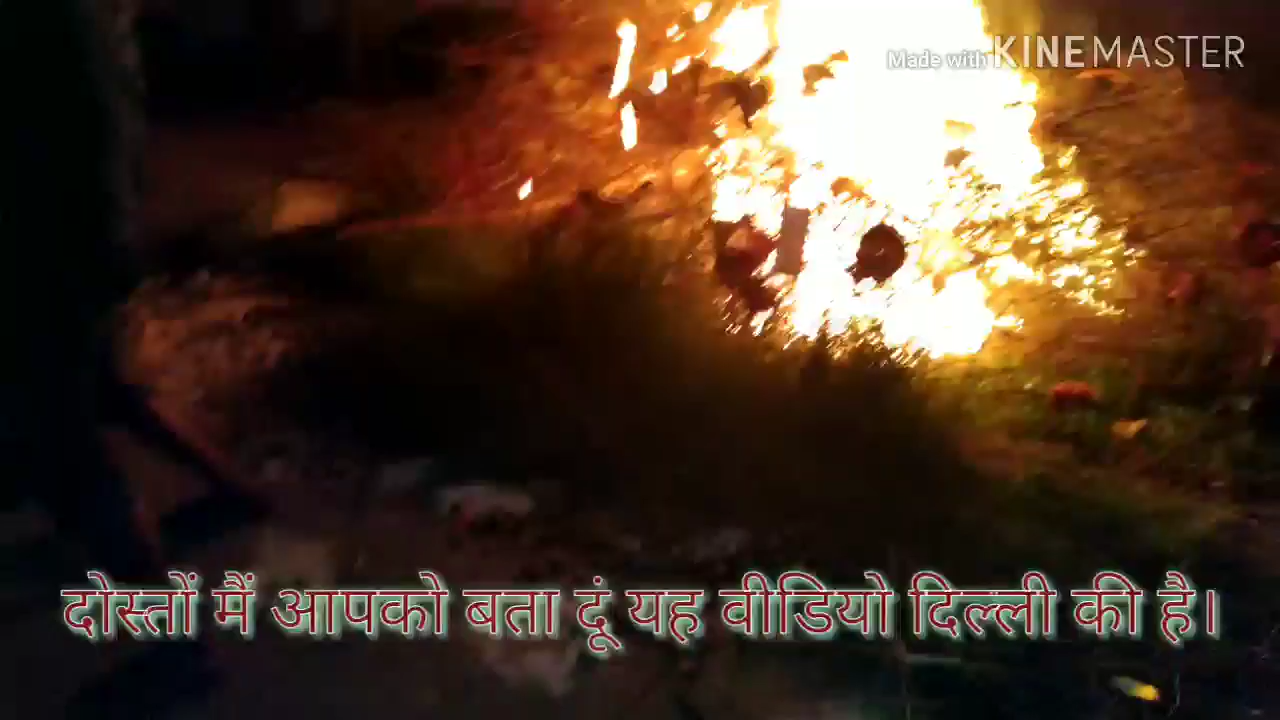 Made with KINEMASTER
दोस्तों मैं आपको बता दूं यह वीडियो दिल्ली की है।